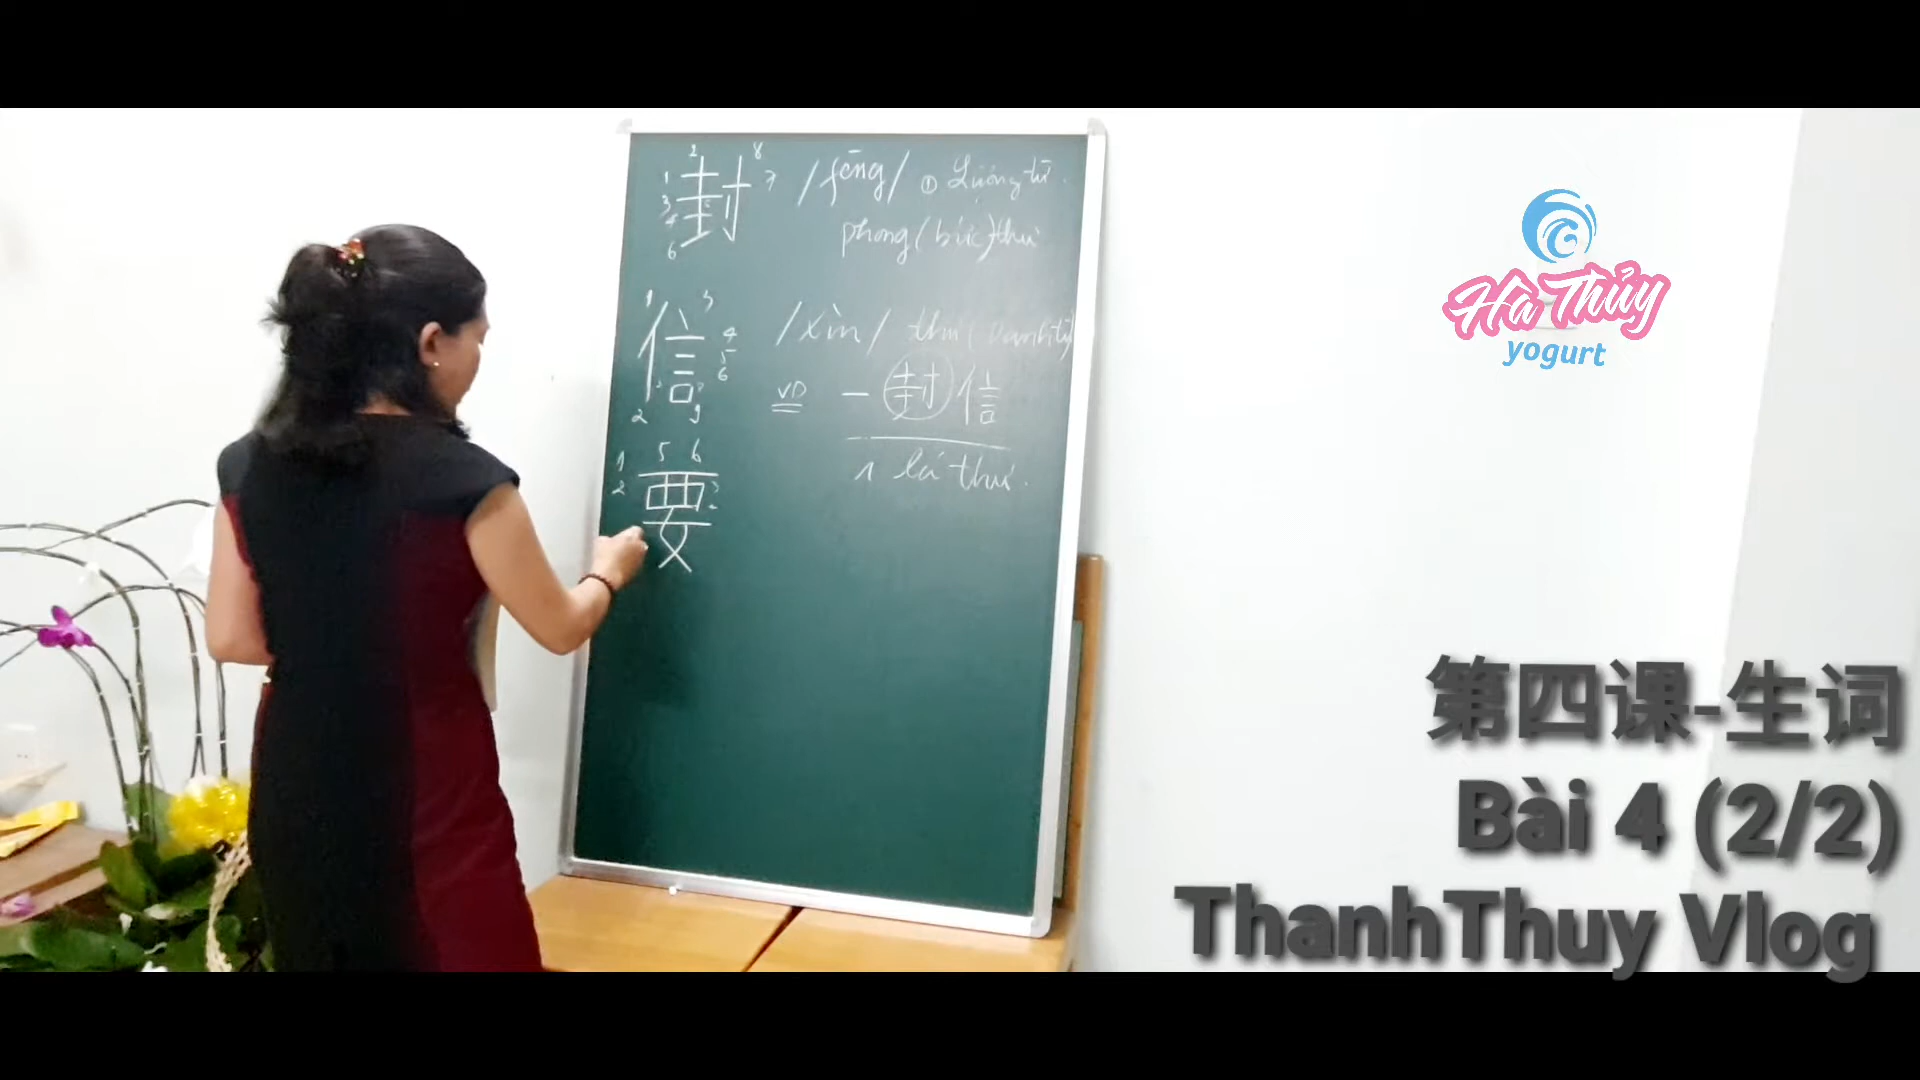 封 /fēng/ ① Lượng từ.
phong (bức) thư
信 /xìn/ thư (Danh từ)
VD 一 封 信
1 lá thư.
要
Hà Thủy
yogurt
第四课-生词
Bài 4 (2/2)
ThanhThuy Vlog